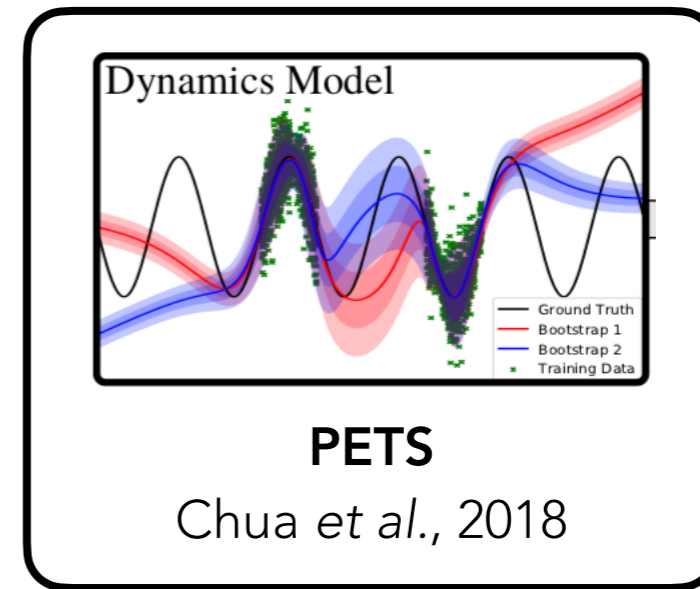 Dynamics Model
Ground Truth
Bootstrap 1
Bootstrap 2
Training Data
PETS
Chua et al., 2018